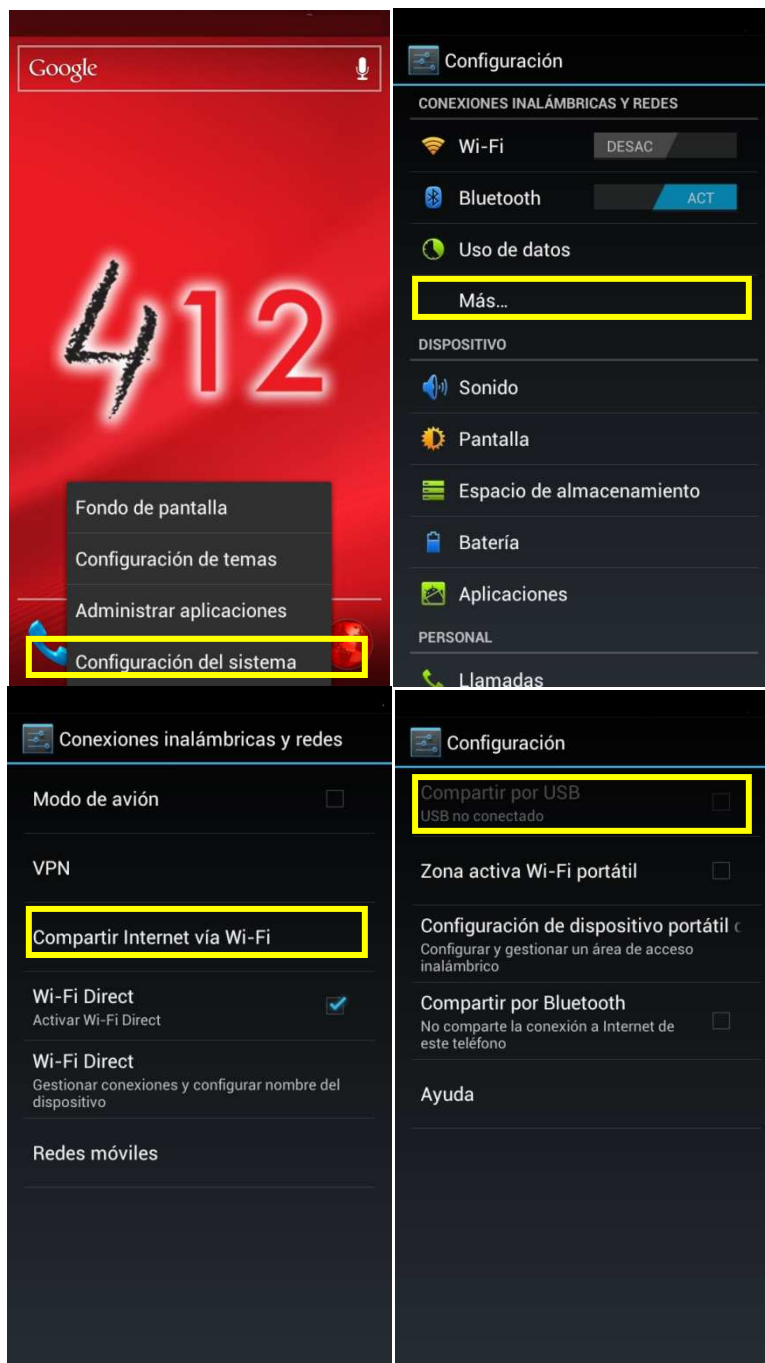 Google
412
Fondo de pantalla
Configuración de temas
Administrar aplicaciones
Configuración del sistema
Configuración
CONEXIONES INALÁMBRICAS Y REDES
Wi-Fi DESAC
Bluetooth ACT
Uso de datos
Más...
DISPOSITIVO
Sonido
Pantalla
Espacio de almacenamiento
Batería
Aplicaciones
PERSONAL
Llamadas
Conexiones inalámbricas y redes
Modo de avión
VPN
Compartir Internet vía Wi-Fi
Wi-Fi Direct
Activar Wi-Fi Direct
Wi-Fi Direct
Gestionar conexiones y configurar nombre del
dispositivo
Redes móviles
Configuración
Compartir por USB
USB no conectado
Zona activa Wi-Fi portátil
Configuración de dispositivo portátil
Configurar y gestionar un área de acceso
inalámbrico
Compartir por Bluetooth
No comparte la conexión a Internet de
este teléfono
Ayuda